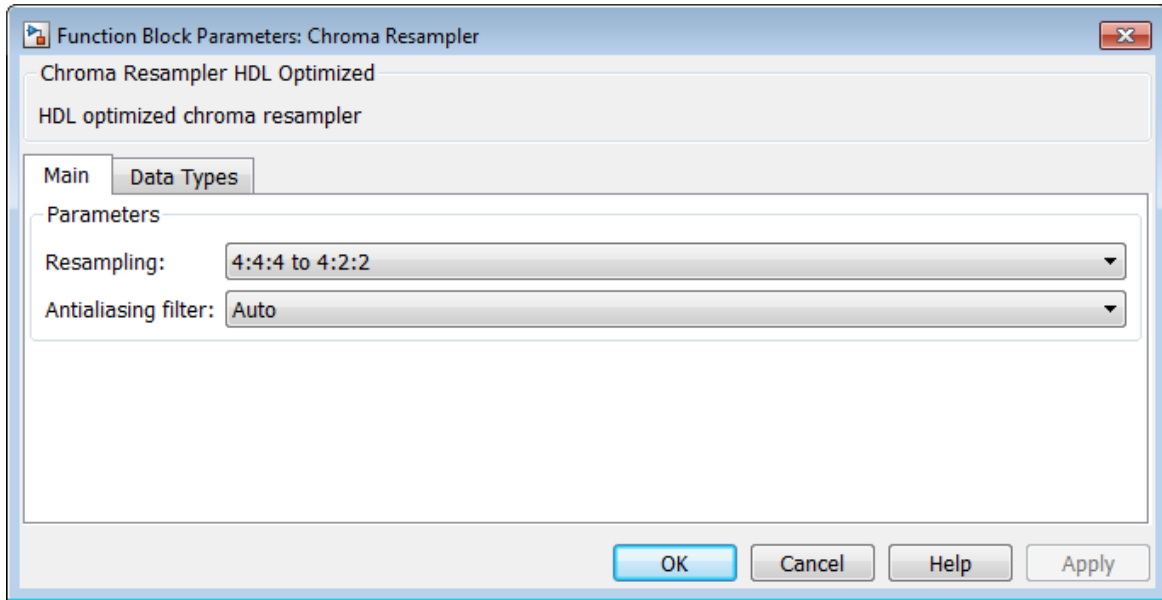 Function Block Parameters: Chroma Resampler
Chroma Resampler HDL Optimized
HDL optimized chroma resampler
Main Data Types
Parameters
Resampling: 4:4:4 to 4:2:2
Antialiasing filter: Auto
OK Cancel Help Apply